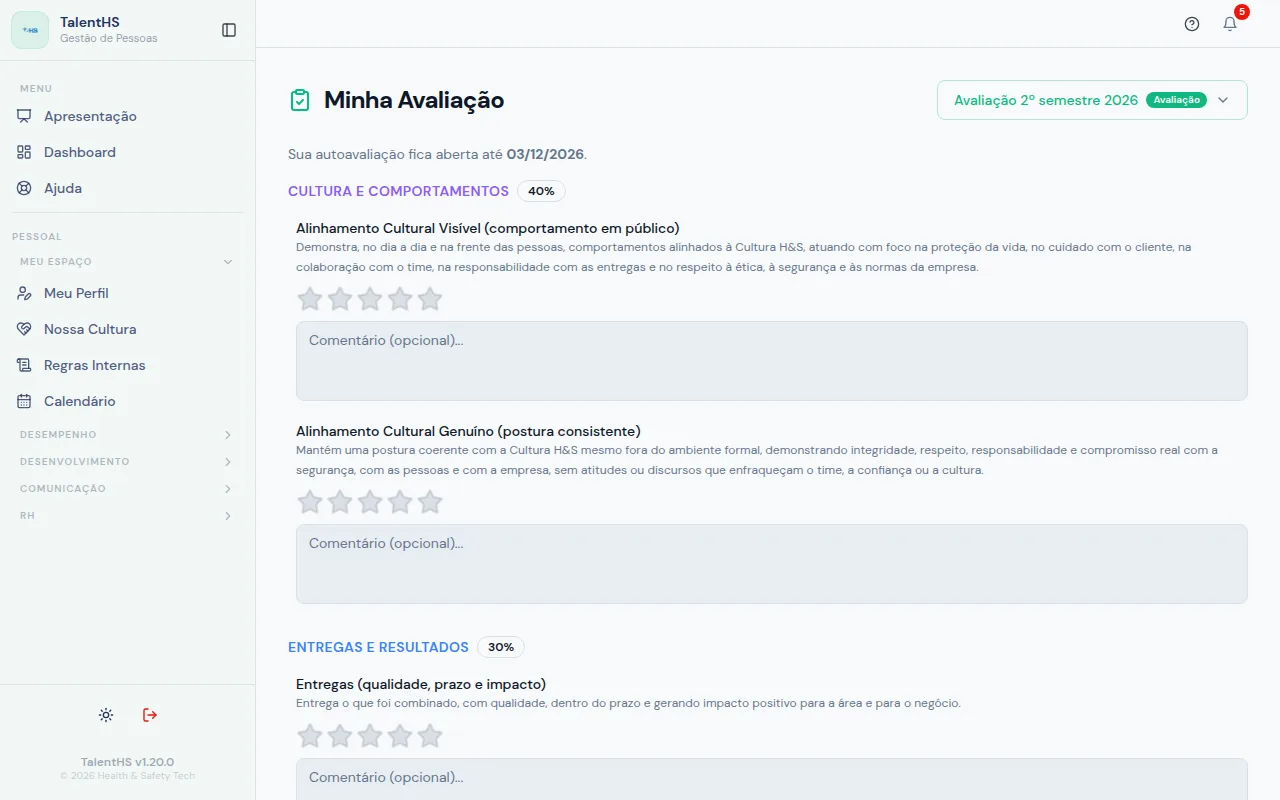 TalentHS
Gestão de Pessoas
MENU
Apresentação
Dashboard
Ajuda
PESSOAL
MEU ESPAÇO
Meu Perfil
Nossa Cultura
Regras Internas
Calendário
DESEMPENHO
DESENVOLVIMENTO
COMUNICAÇÃO
RH
TalentHS v1.20.0
© 2026 Health & Safety Tech
5
Minha Avaliação
Avaliação 2º semestre 2026 Avaliação
Sua autoavaliação fica aberta até 03/12/2026.
CULTURA E COMPORTAMENTOS 40%
Alinhamento Cultural Visível (comportamento em público)
Demonstra, no dia a dia e na frente das pessoas, comportamentos alinhados à Cultura H&S, atuando com foco na proteção da vida, no cuidado com o cliente, na
colaboração com o time, na responsabilidade com as entregas e no respeito à ética, à segurança e às normas da empresa.
Comentário (opcional)...
Alinhamento Cultural Genuíno (postura consistente)
Mantém uma postura coerente com a Cultura H&S mesmo fora do ambiente formal, demonstrando integridade, respeito, responsabilidade e compromisso real com a
segurança, com as pessoas e com a empresa, sem atitudes ou discursos que enfraqueçam o time, a confiança ou a cultura.
Comentário (opcional)...
ENTREGAS E RESULTADOS 30%
Entregas (qualidade, prazo e impacto)
Entrega o que foi combinado, com qualidade, dentro do prazo e gerando impacto positivo para a área e para o negócio.
Comentário (opcional)...